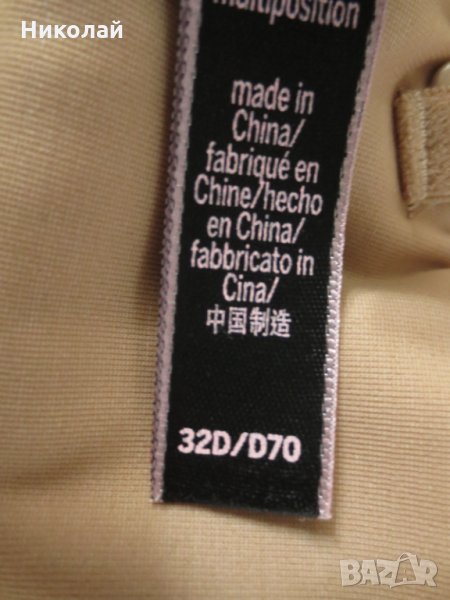 Николай
multiposition
made in
China/
fabriqué en
Chine/hecho
en China/
fabbricato in
Cina/
中国制造
32D/D70
BAZAR